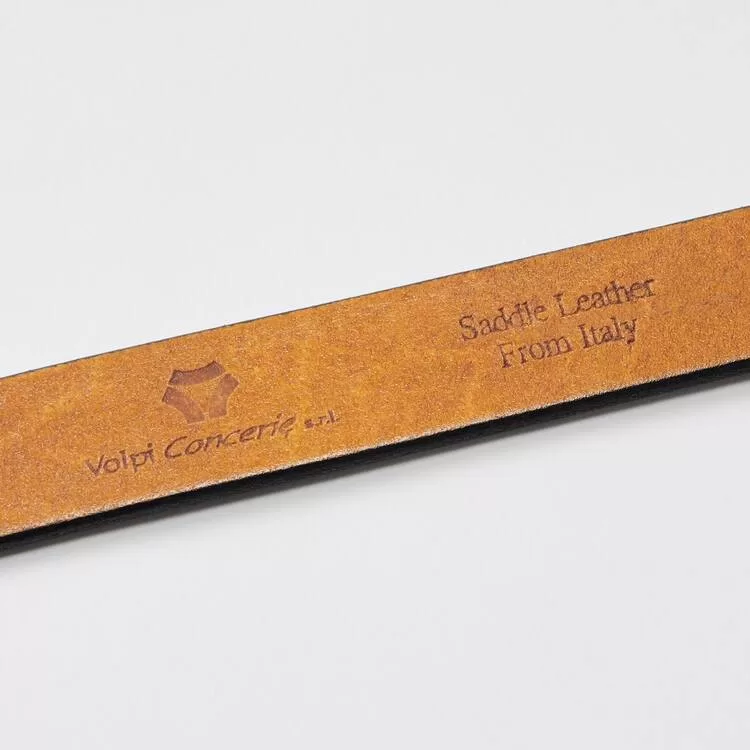 Volpi Concerie s.r.l.
Saddle Leather
From Italy